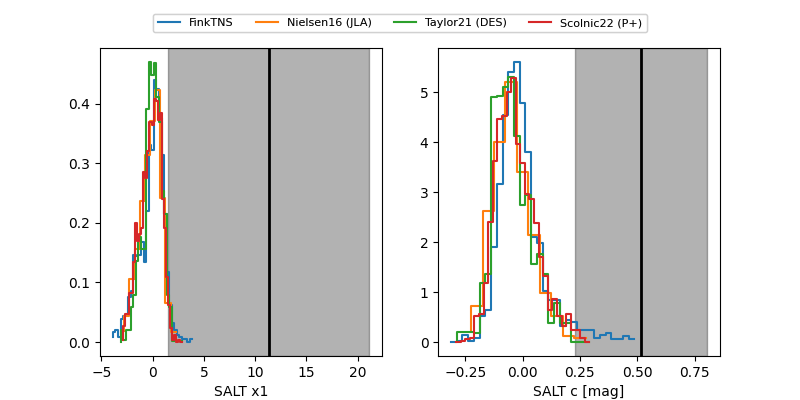 FinkTNS Nielsen16 (JLA) Taylor21 (DES) Scolnic22 (P+)
0.4
0.3
0.2
0.1
0.0
−5 0 5 10 15 20
SALT x1
5
4
3
2
1
0
−0.25 0.00 0.25 0.50 0.75
SALT c [mag]